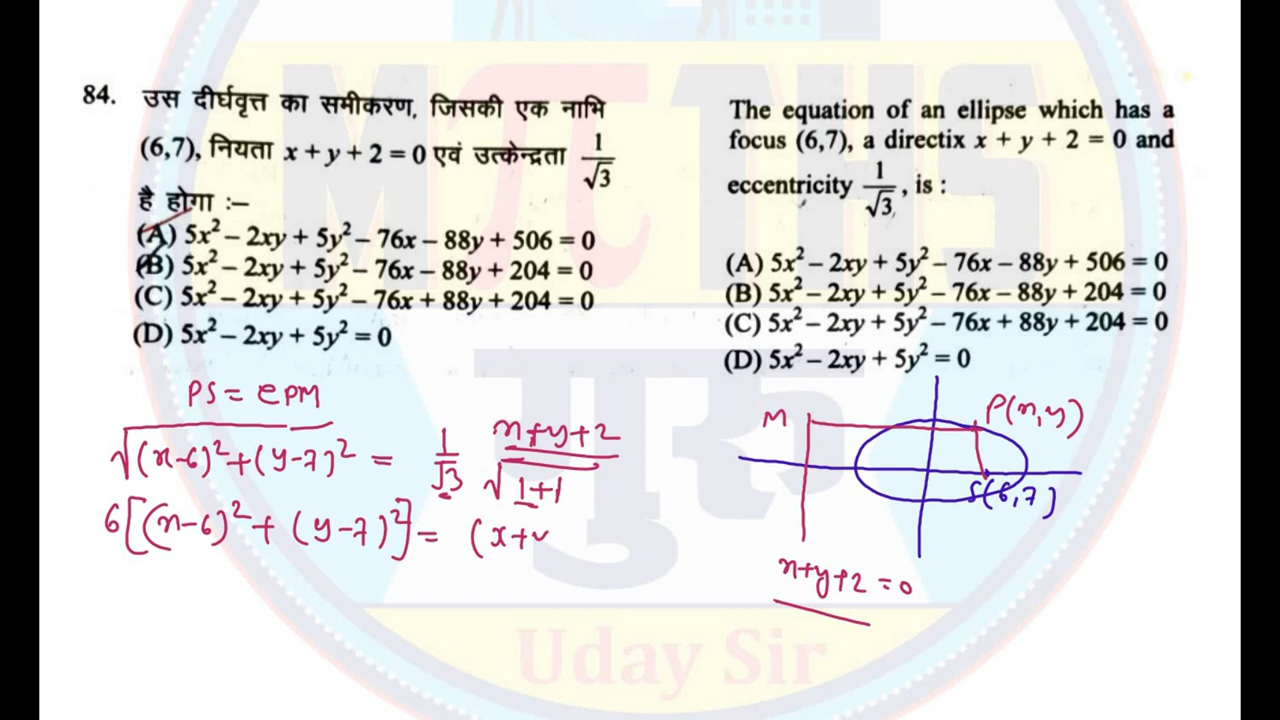 84. उस दीर्घवृत्त का समीकरण, जिसकी एक नाभि
(6,7), नियता x + y + 2 = 0 एवं उत्केन्द्रता 1/√3
है होगा :–
(A) 5x² – 2xy + 5y² – 76x – 88y + 506 = 0
(B) 5x² – 2xy + 5y² – 76x – 88y + 204 = 0
(C) 5x² – 2xy + 5y² – 76x + 88y + 204 = 0
(D) 5x² – 2xy + 5y² = 0
The equation of an ellipse which has a
focus (6,7), a directix x + y + 2 = 0 and
eccentricity 1/√3, is :
(A) 5x² – 2xy + 5y² – 76x – 88y + 506 = 0
(B) 5x² – 2xy + 5y² – 76x – 88y + 204 = 0
(C) 5x² – 2xy + 5y² – 76x + 88y + 204 = 0
(D) 5x² – 2xy + 5y² = 0
PS = ePM
√(x-6)²+(y-7)² = 1/√3 x+y+2/√1+1
6[(x-6)²+(y-7)²] = (x+
M
P(x,y)
S(6,7)
x+y+2=0
MATHS
गुरु
Uday Sir